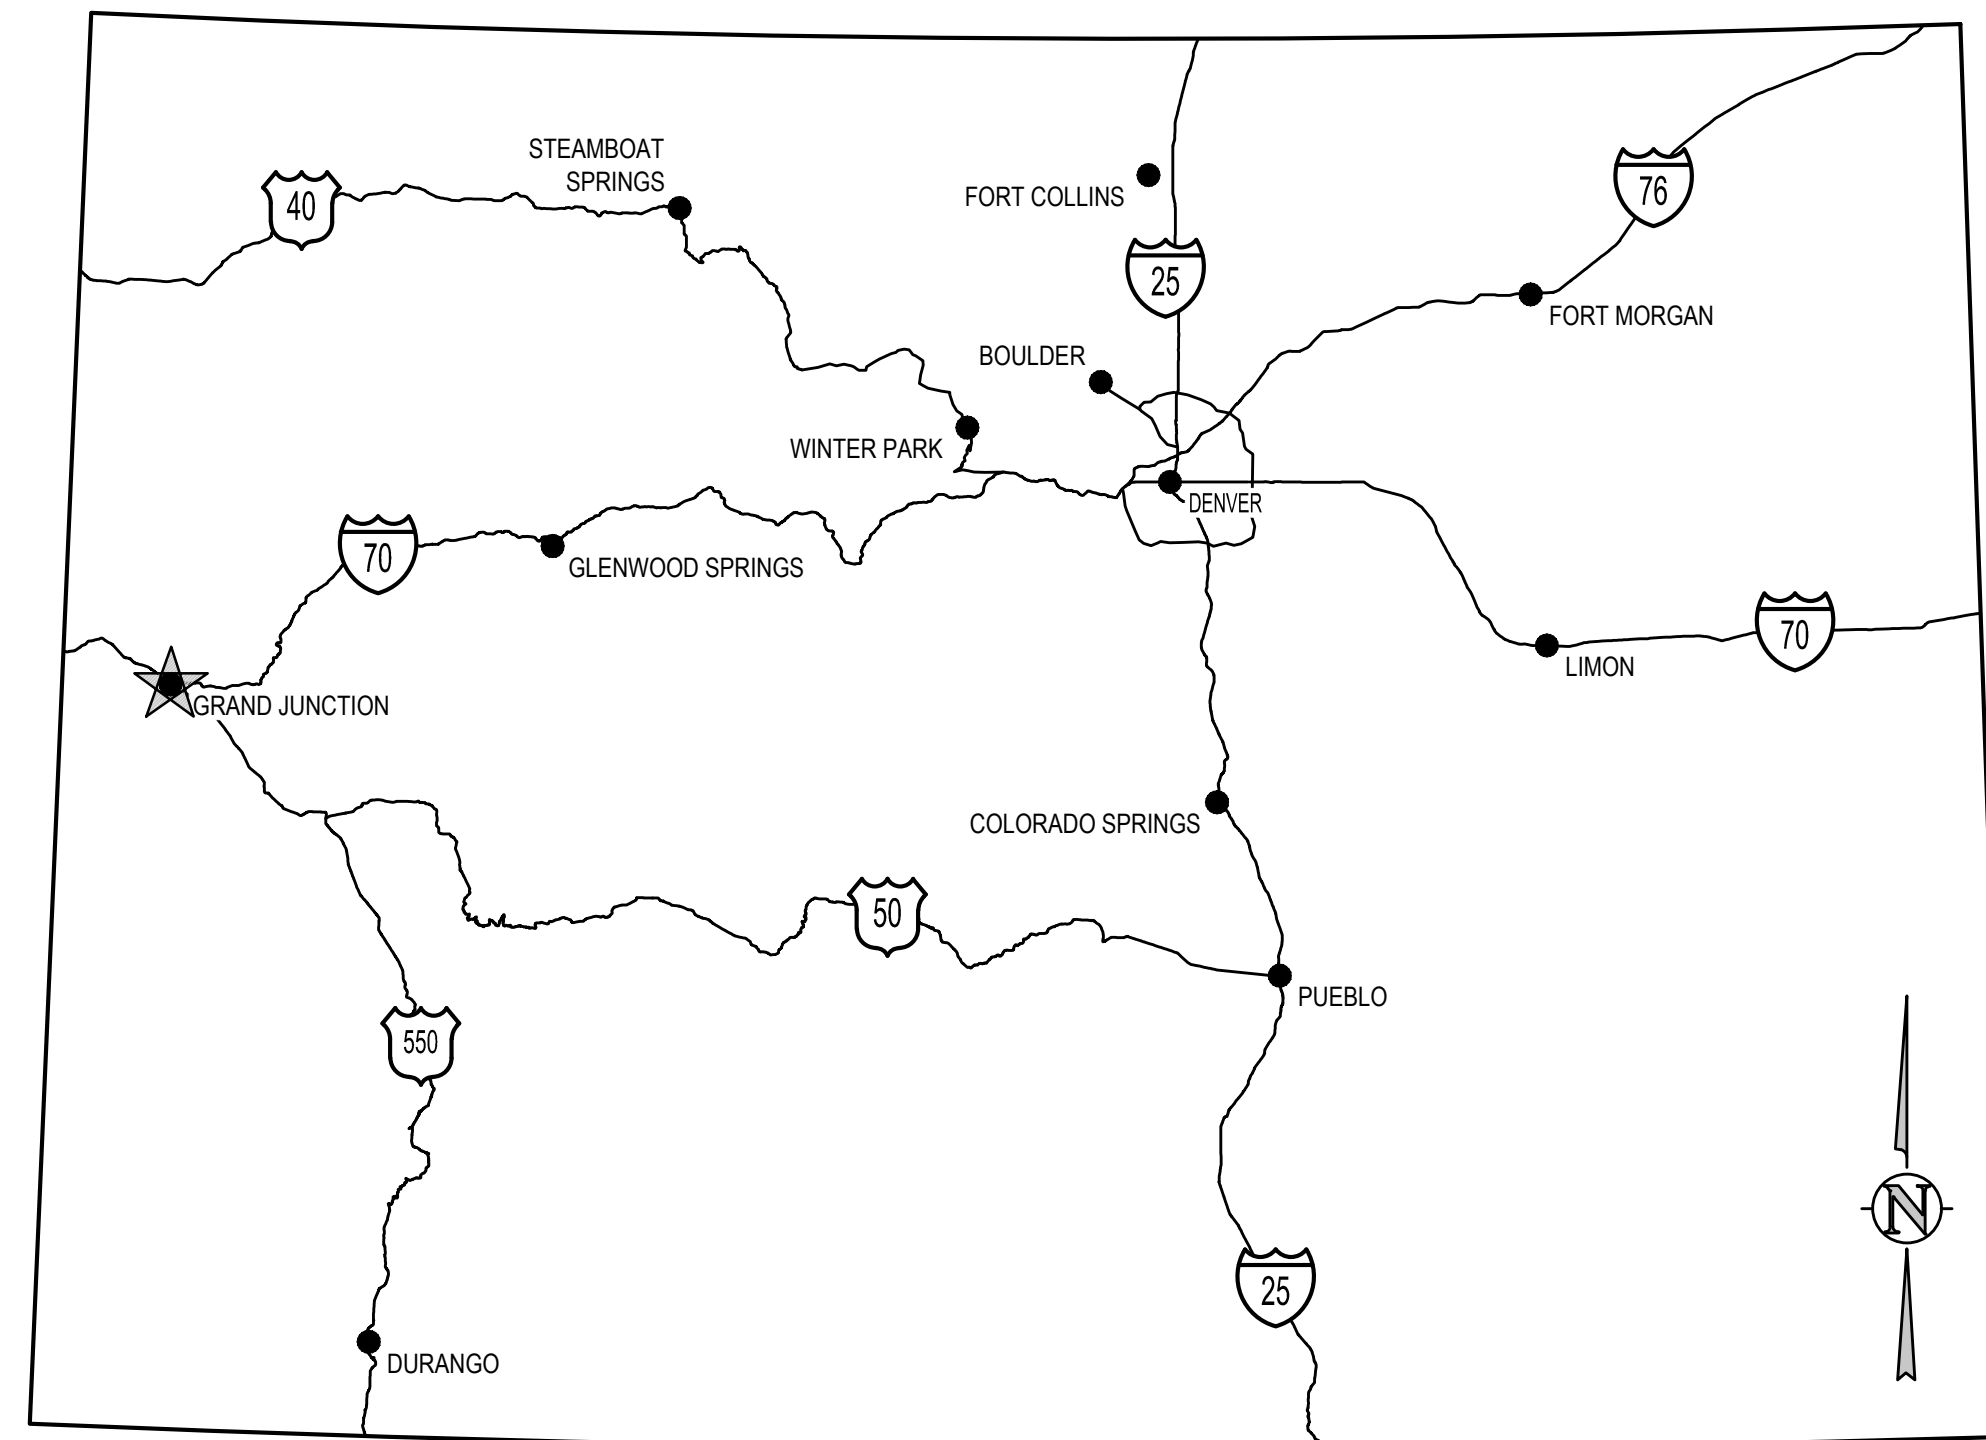 STEAMBOAT
SPRINGS
40
FORT COLLINS
76
25
FORT MORGAN
BOULDER
WINTER PARK
DENVER
70
GLENWOOD SPRINGS
70
LIMON
GRAND JUNCTION
COLORADO SPRINGS
50
PUEBLO
550
N
25
DURANGO